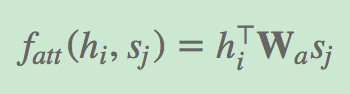 f_att(h_i, s_j) = h_i^⊤ W_a s_j